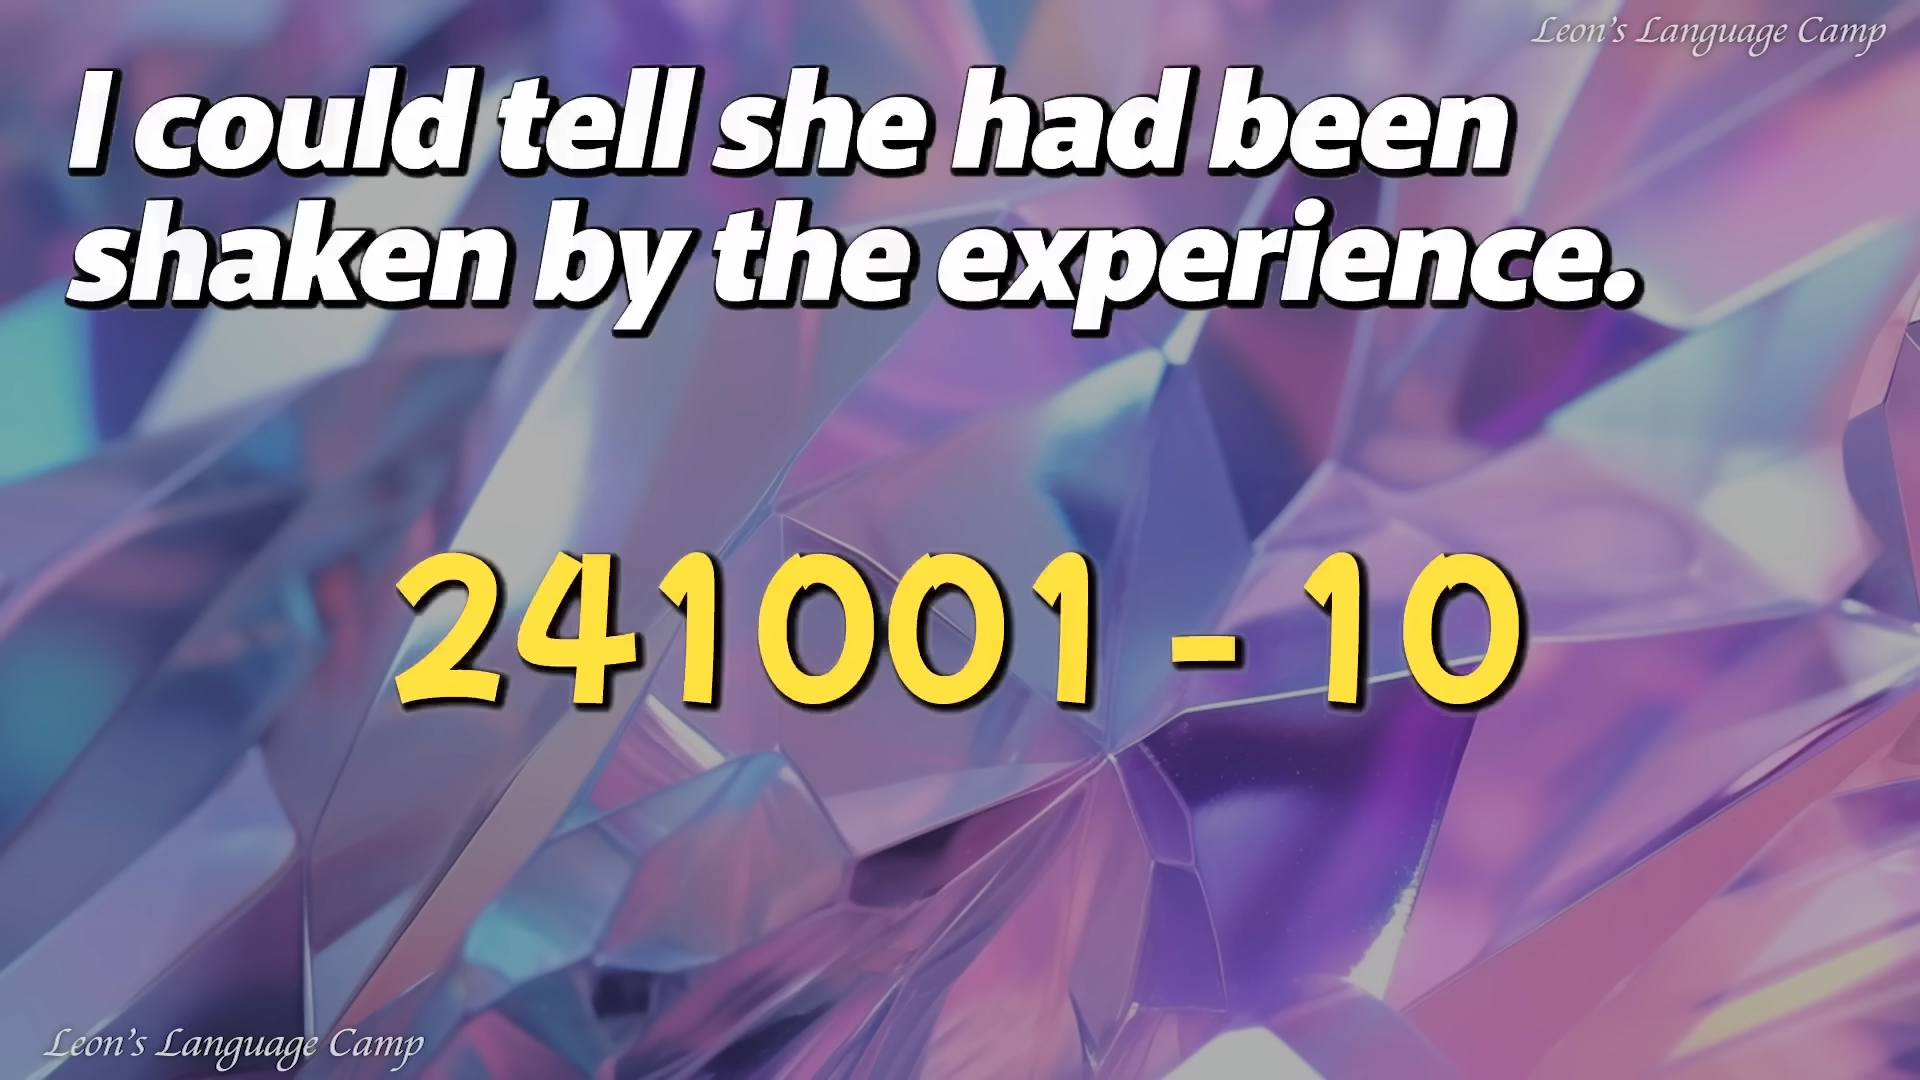 Leon's Language Camp
I could tell she had been
shaken by the experience.
241001 - 10
Leon's Language Camp